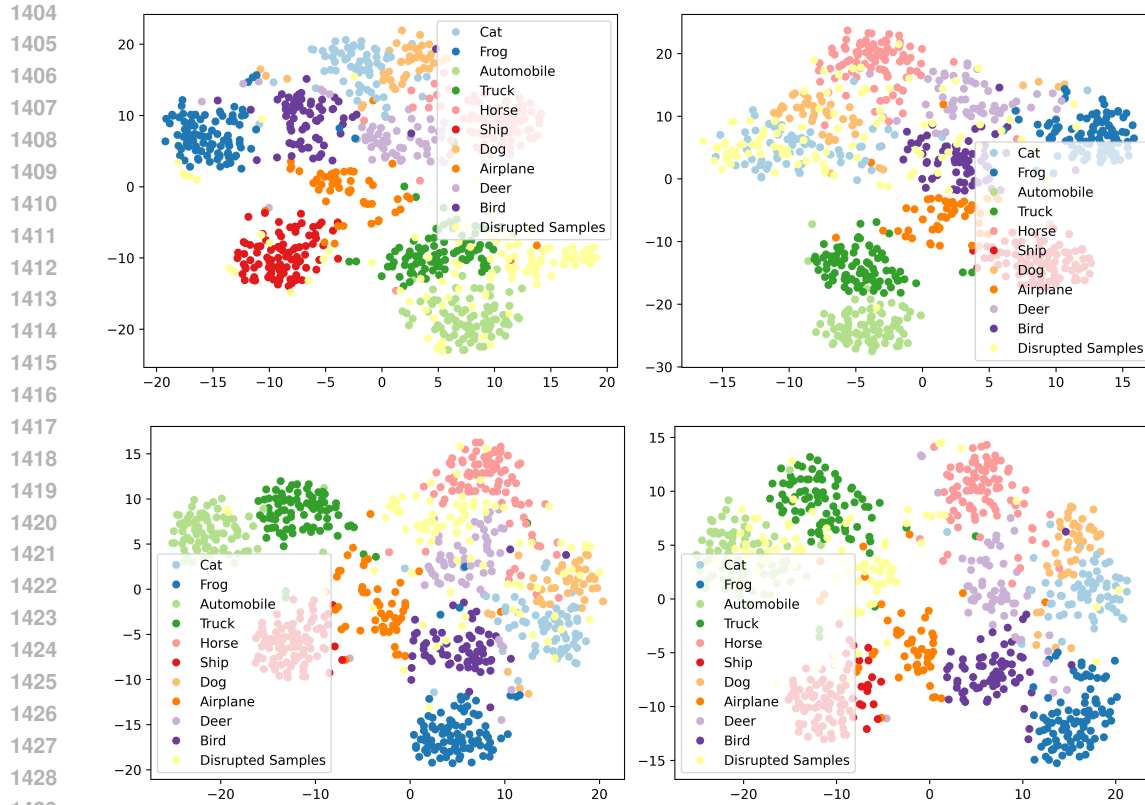 1404
1405
1406
1407
1408
1409
1410
1411
1412
1413
1414
1415
1416
1417
1418
1419
1420
1421
1422
1423
1424
1425
1426
1427
1428
20
10
0
−10
−20
−20
−15
−10
−5
0
5
10
15
20
Cat
Frog
Automobile
Truck
Horse
Ship
Dog
Airplane
Deer
Bird
Disrupted Samples
20
10
0
−10
−20
−30
−15
−10
−5
0
5
10
15
Cat
Frog
Automobile
Truck
Horse
Ship
Dog
Airplane
Deer
Bird
Disrupted Samples
15
10
5
0
−5
−10
−15
−20
−20
−10
0
10
20
Cat
Frog
Automobile
Truck
Horse
Ship
Dog
Airplane
Deer
Bird
Disrupted Samples
15
10
5
0
−5
−10
−15
−20
−10
0
10
20
Cat
Frog
Automobile
Truck
Horse
Ship
Dog
Airplane
Deer
Bird
Disrupted Samples